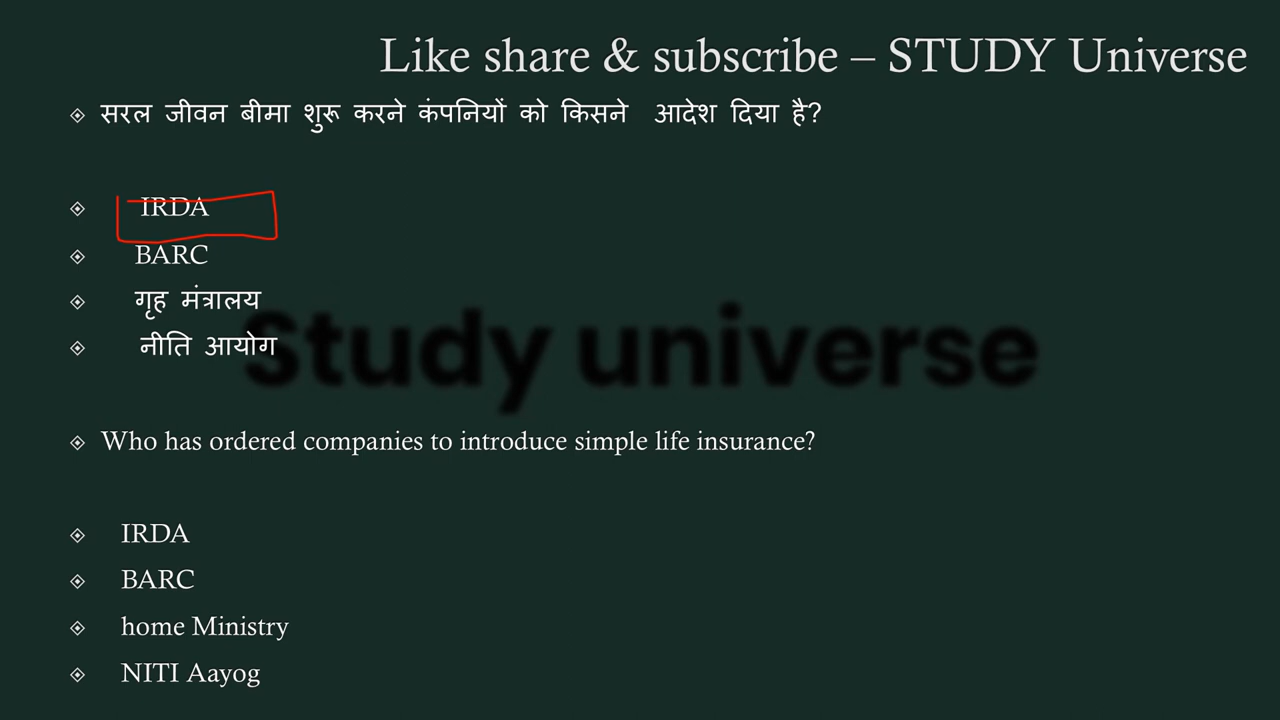 Like share & subscribe – STUDY Universe
सरल जीवन बीमा शुरू करने कंपनियों को किसने आदेश दिया है?
IRDA
BARC
गृह मंत्रालय
नीति आयोग
Study universe
Who has ordered companies to introduce simple life insurance?
IRDA
BARC
home Ministry
NITI Aayog